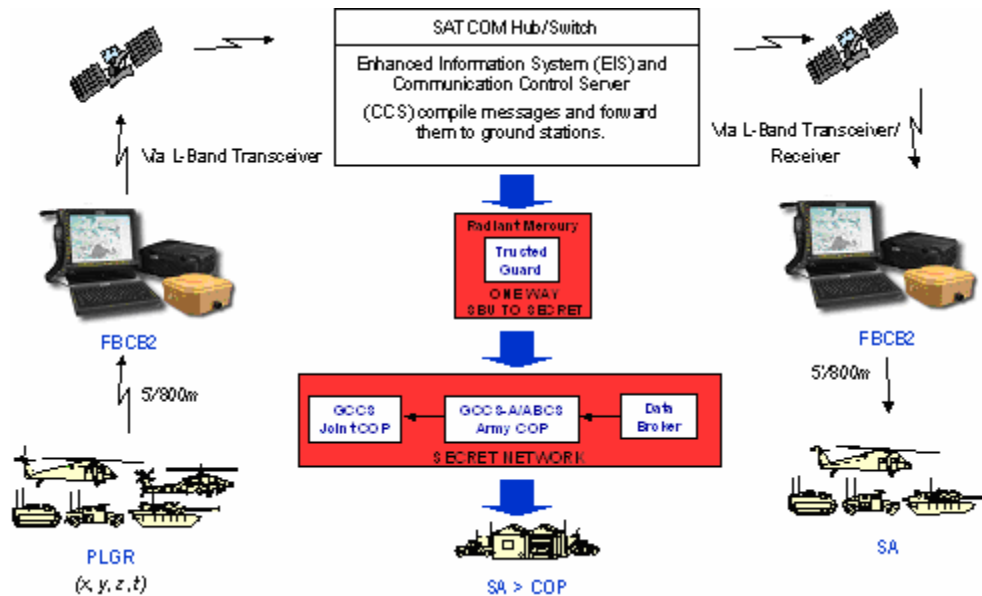 SATCOM Hub/Switch
Enhanced Information System (EIS) and
Communication Control Server
(CCS) compile messages and forward
them to ground stations.
Via L-Band Transceiver
Via L-Band Transceiver/
Receiver
Radiant Mercury
Trusted
Guard
ONE WAY
SBU TO SECRET
FBCB2
FBCB2
5'/800m
5'/800m
GCCS
Joint COP
GCCS-A/ABCS
Army COP
Data
Broker
SECRET NETWORK
PLGR
(x, y, z, t)
SA > COP
SA